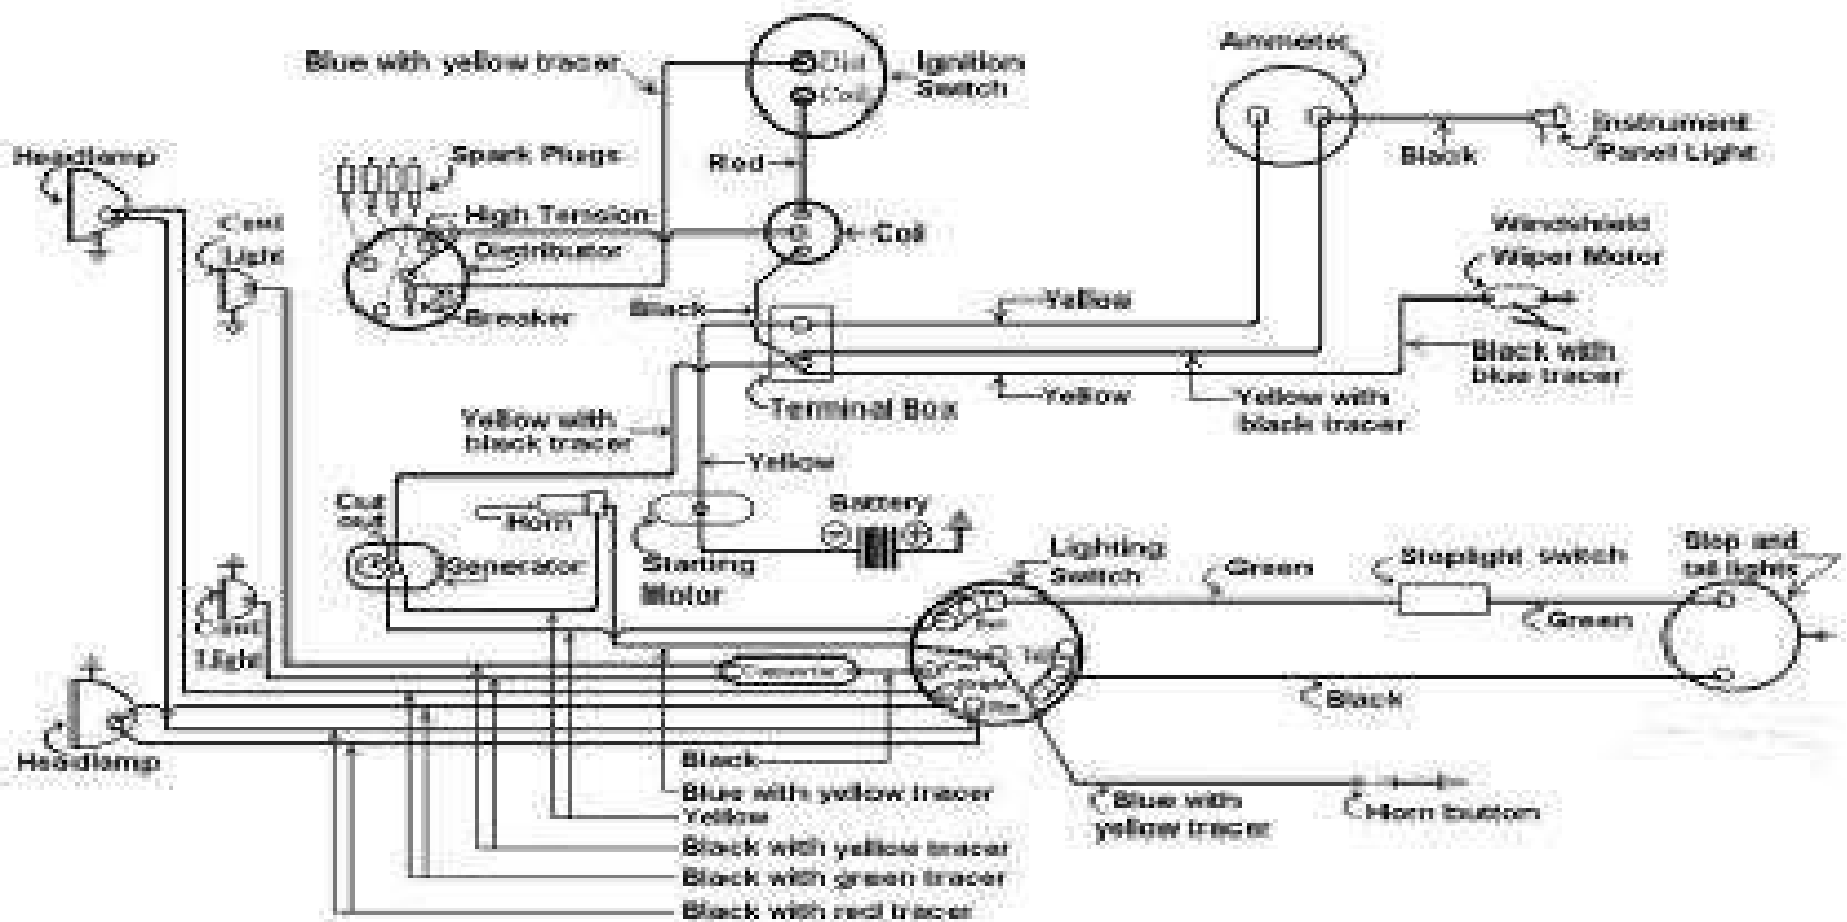 Blue with yellow tracer
Ignition
Switch
Ammeter
Headlamp
Spark Plugs
Red
Black
Instrument
Panel Light
High Tension
Distributor
Coil
Windshield
Wiper Motor
Light
Breaker
Black
Yellow
Black with
blue tracer
Terminal Box
Yellow
Yellow with
black tracer
Yellow with
black tracer
Yellow
Cut
out
Horn
Battery
Generator
Starting
Motor
Lighting
Switch
Green
Stoplight switch
Stop and
tail lights
Green
Light
Black
Headlamp
Black
Blue with yellow tracer
Yellow
Black with yellow tracer
Black with green tracer
Black with red tracer
Blue with
yellow tracer
Horn button